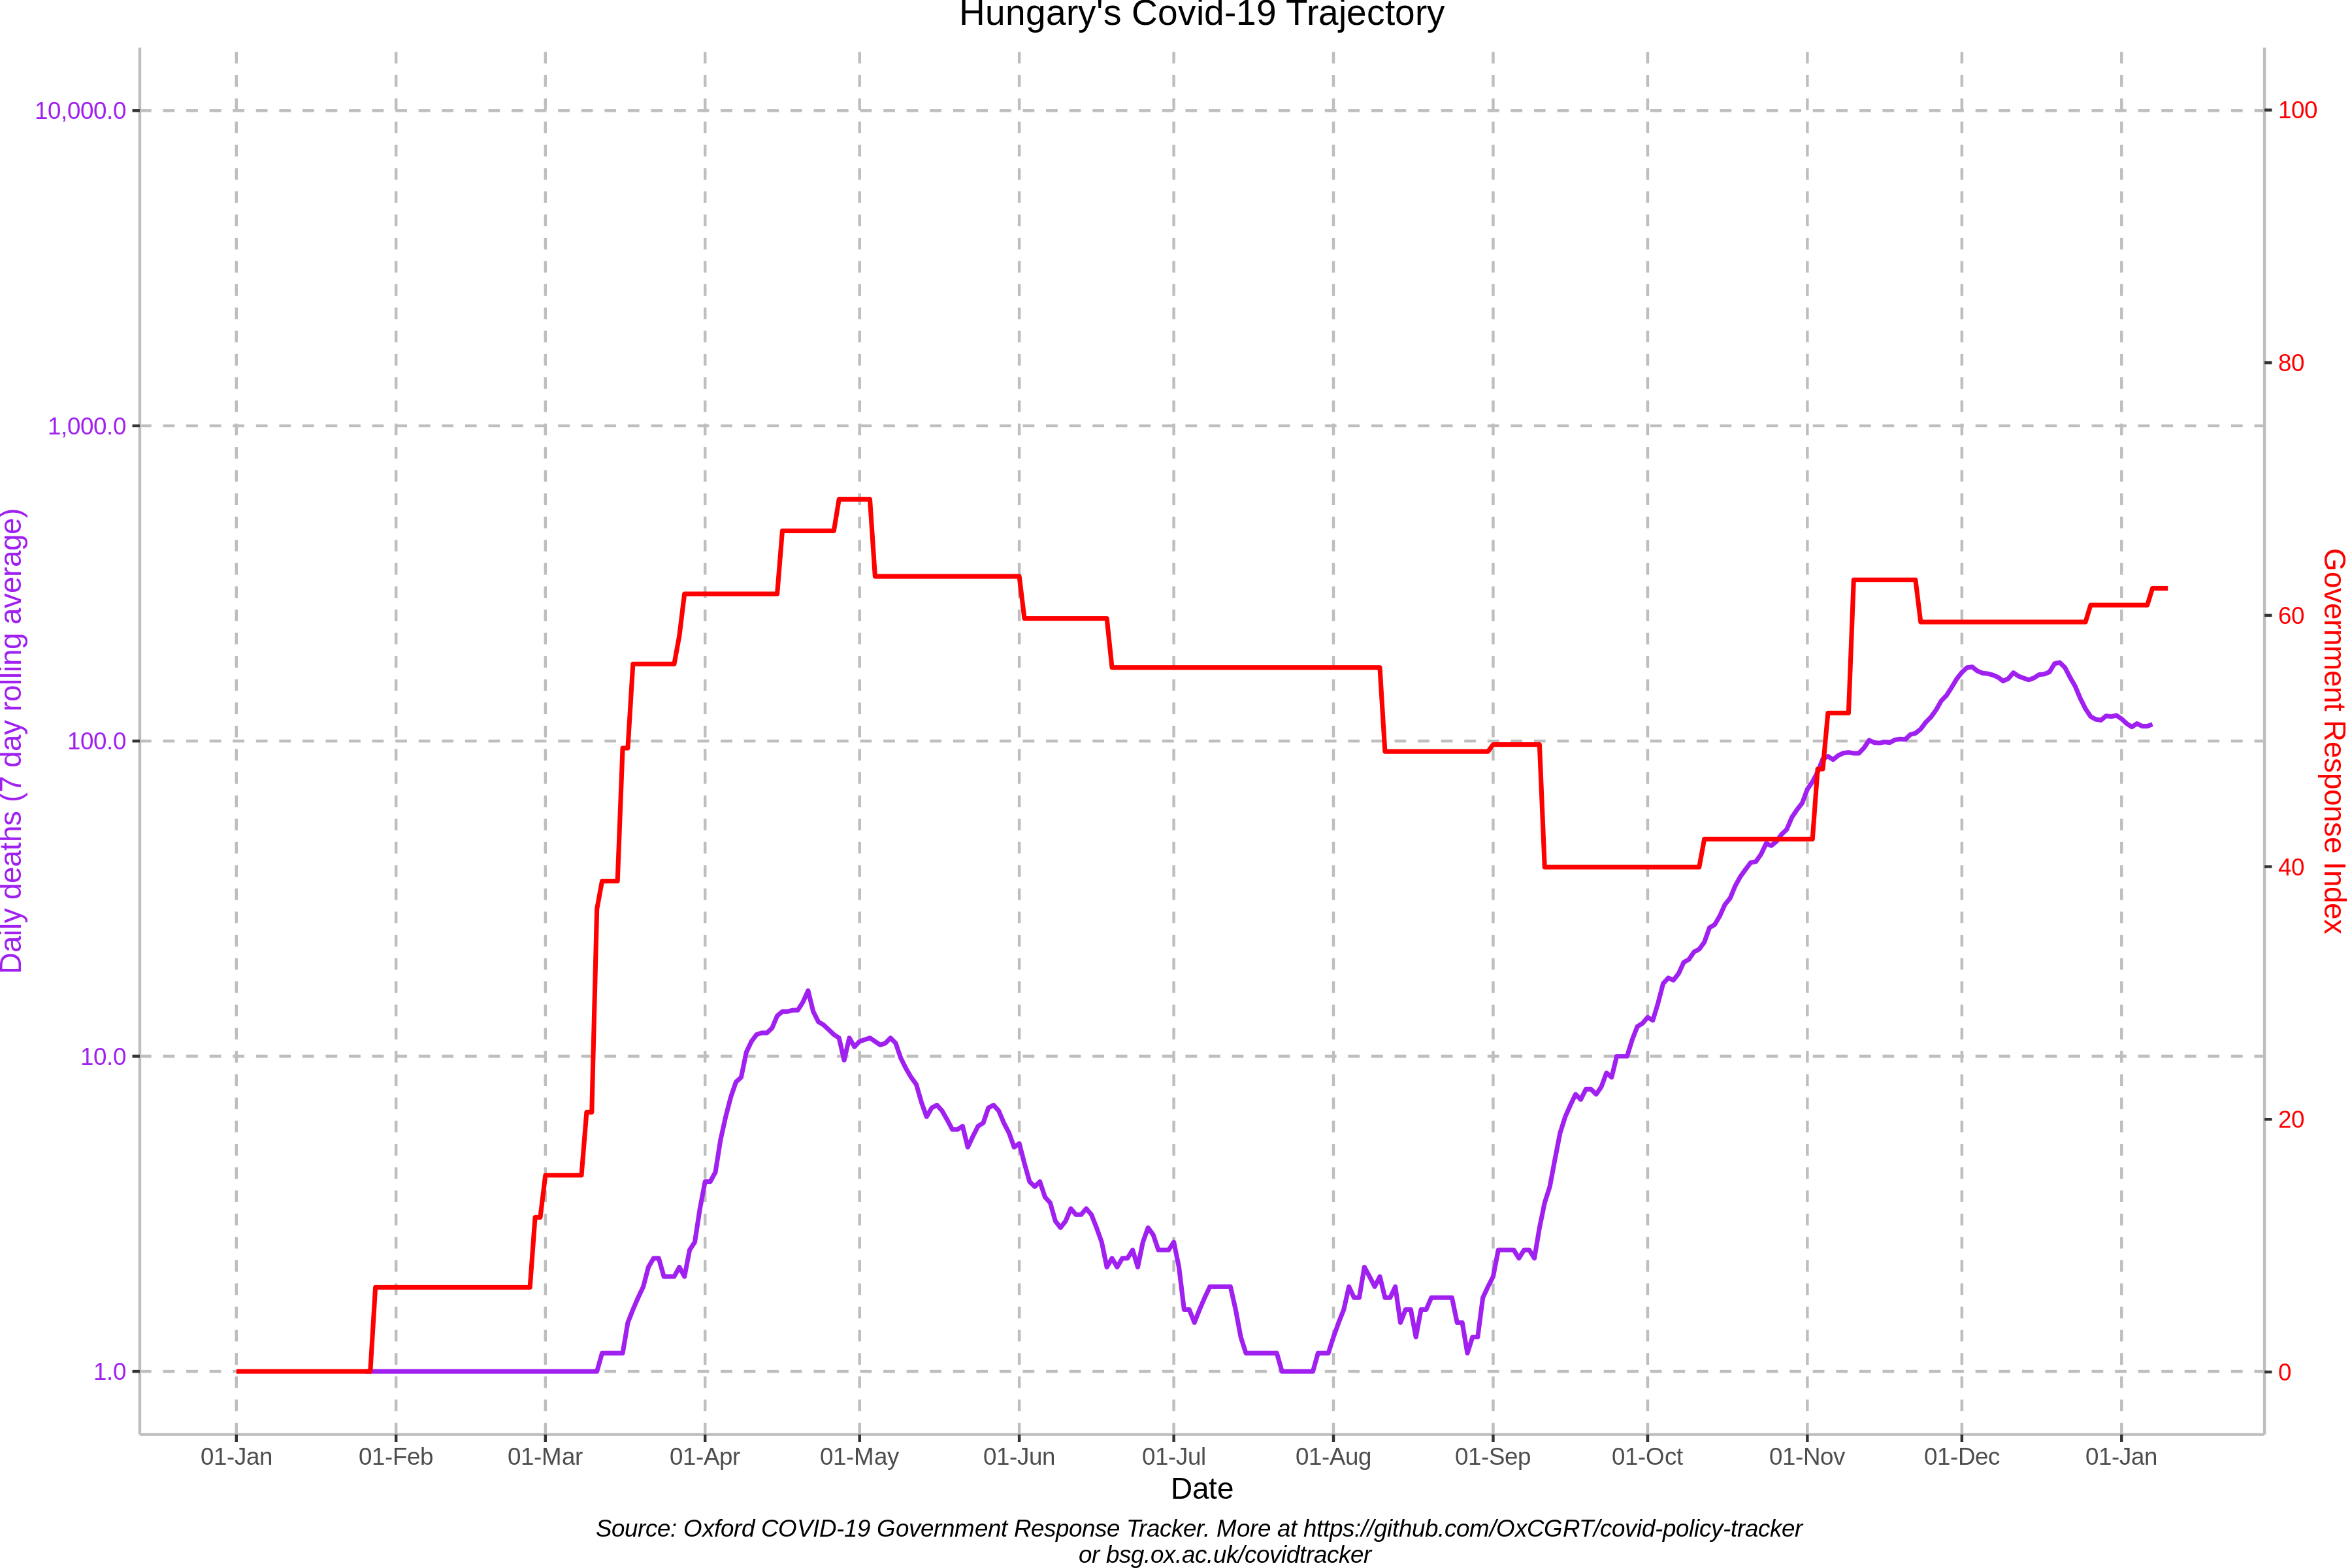 Hungary's Covid-19 Trajectory
10,000.0
1,000.0
100.0
10.0
1.0
Daily deaths (7 day rolling average)
100
80
60
40
20
0
Government Response Index
01-Jan 01-Feb 01-Mar 01-Apr 01-May 01-Jun 01-Jul 01-Aug 01-Sep 01-Oct 01-Nov 01-Dec 01-Jan
Date
Source: Oxford COVID-19 Government Response Tracker. More at https://github.com/OxCGRT/covid-policy-tracker
or bsg.ox.ac.uk/covidtracker